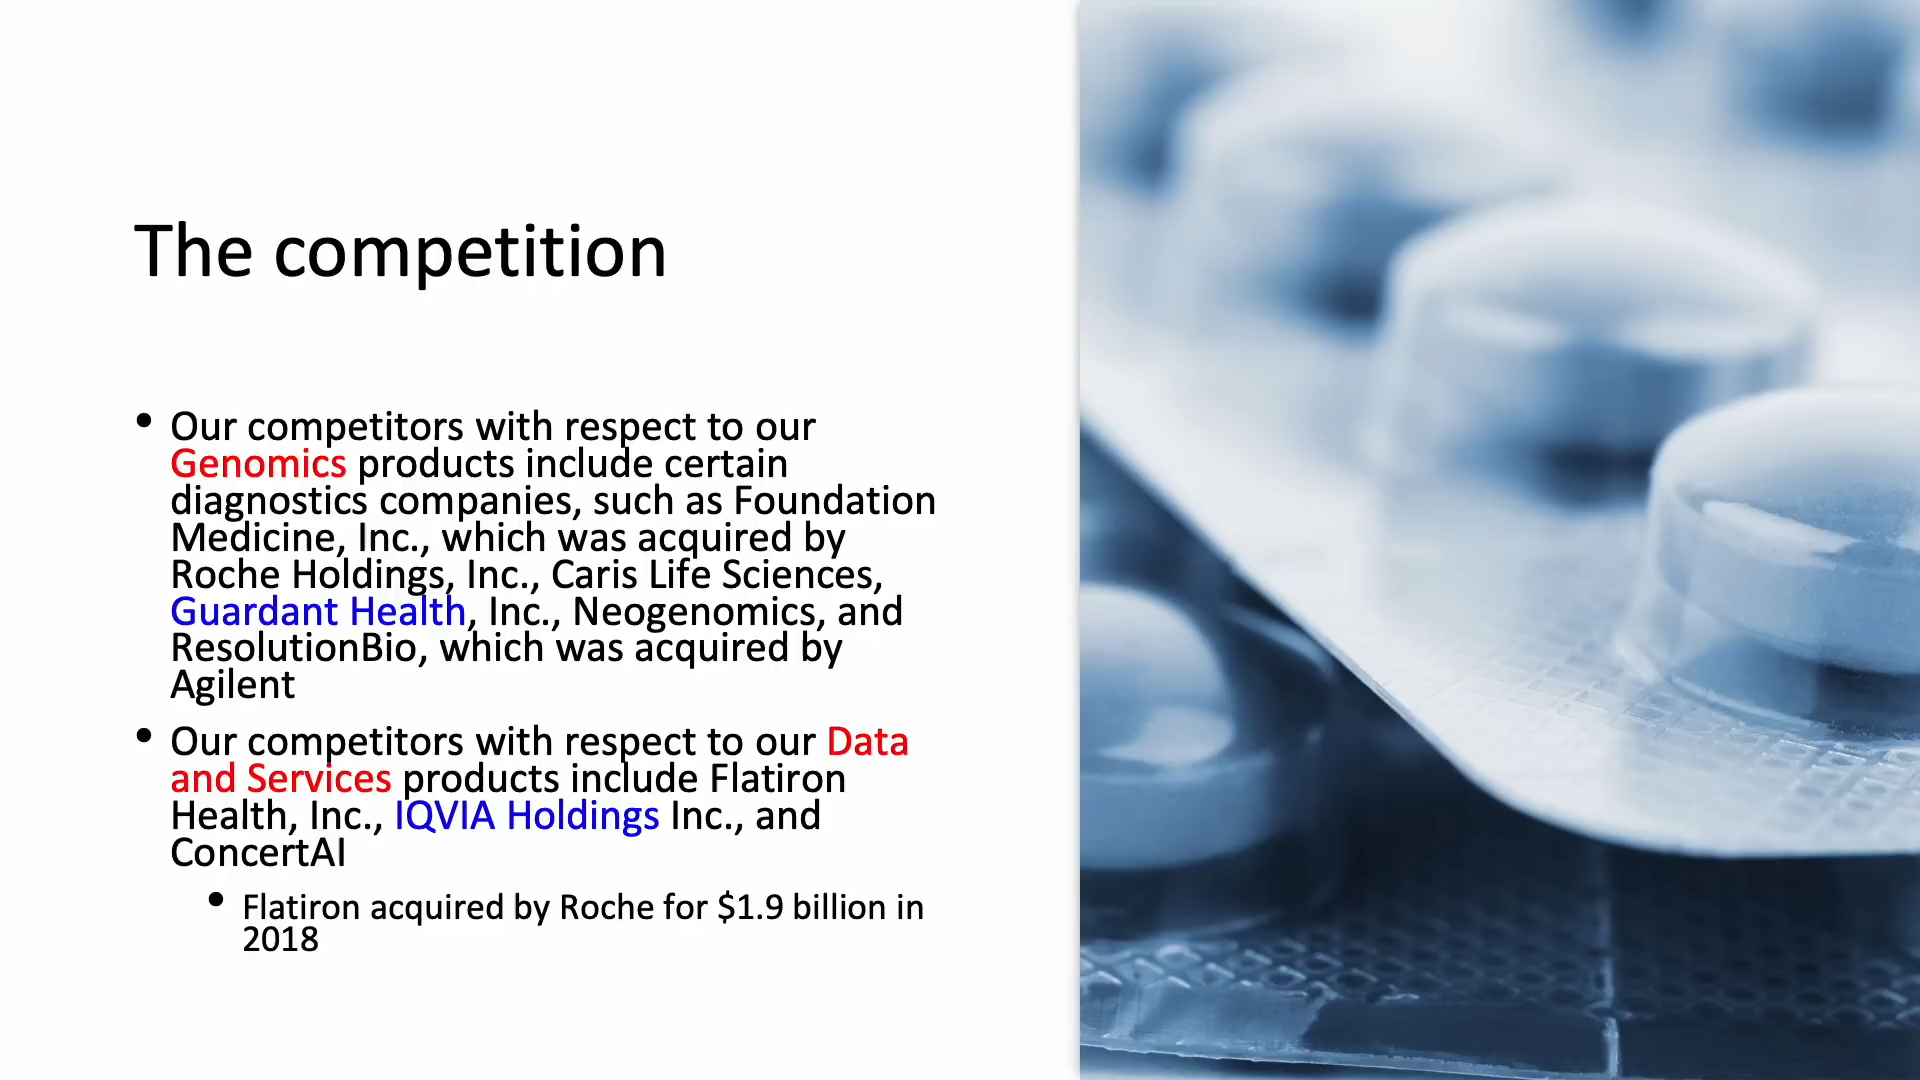 The competition
• Our competitors with respect to our
Genomics products include certain
diagnostics companies, such as Foundation
Medicine, Inc., which was acquired by
Roche Holdings, Inc., Caris Life Sciences,
Guardant Health, Inc., Neogenomics, and
ResolutionBio, which was acquired by
Agilent
• Our competitors with respect to our Data
and Services products include Flatiron
Health, Inc., IQVIA Holdings Inc., and
ConcertAI
• Flatiron acquired by Roche for $1.9 billion in
2018